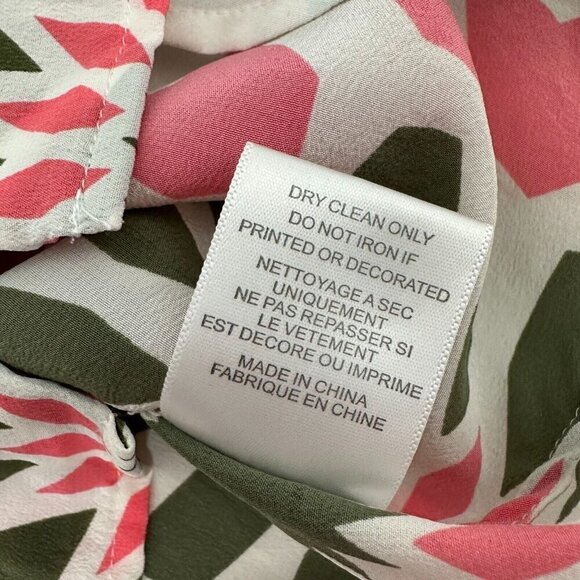 DRY CLEAN ONLY
DO NOT IRON IF
PRINTED OR DECORATED
NETTOYAGE A SEC
UNIQUEMENT
NE PAS REPASSER SI
LE VETEMENT
EST DECORE OU IMPRIME
MADE IN CHINA
FABRIQUE EN CHINE